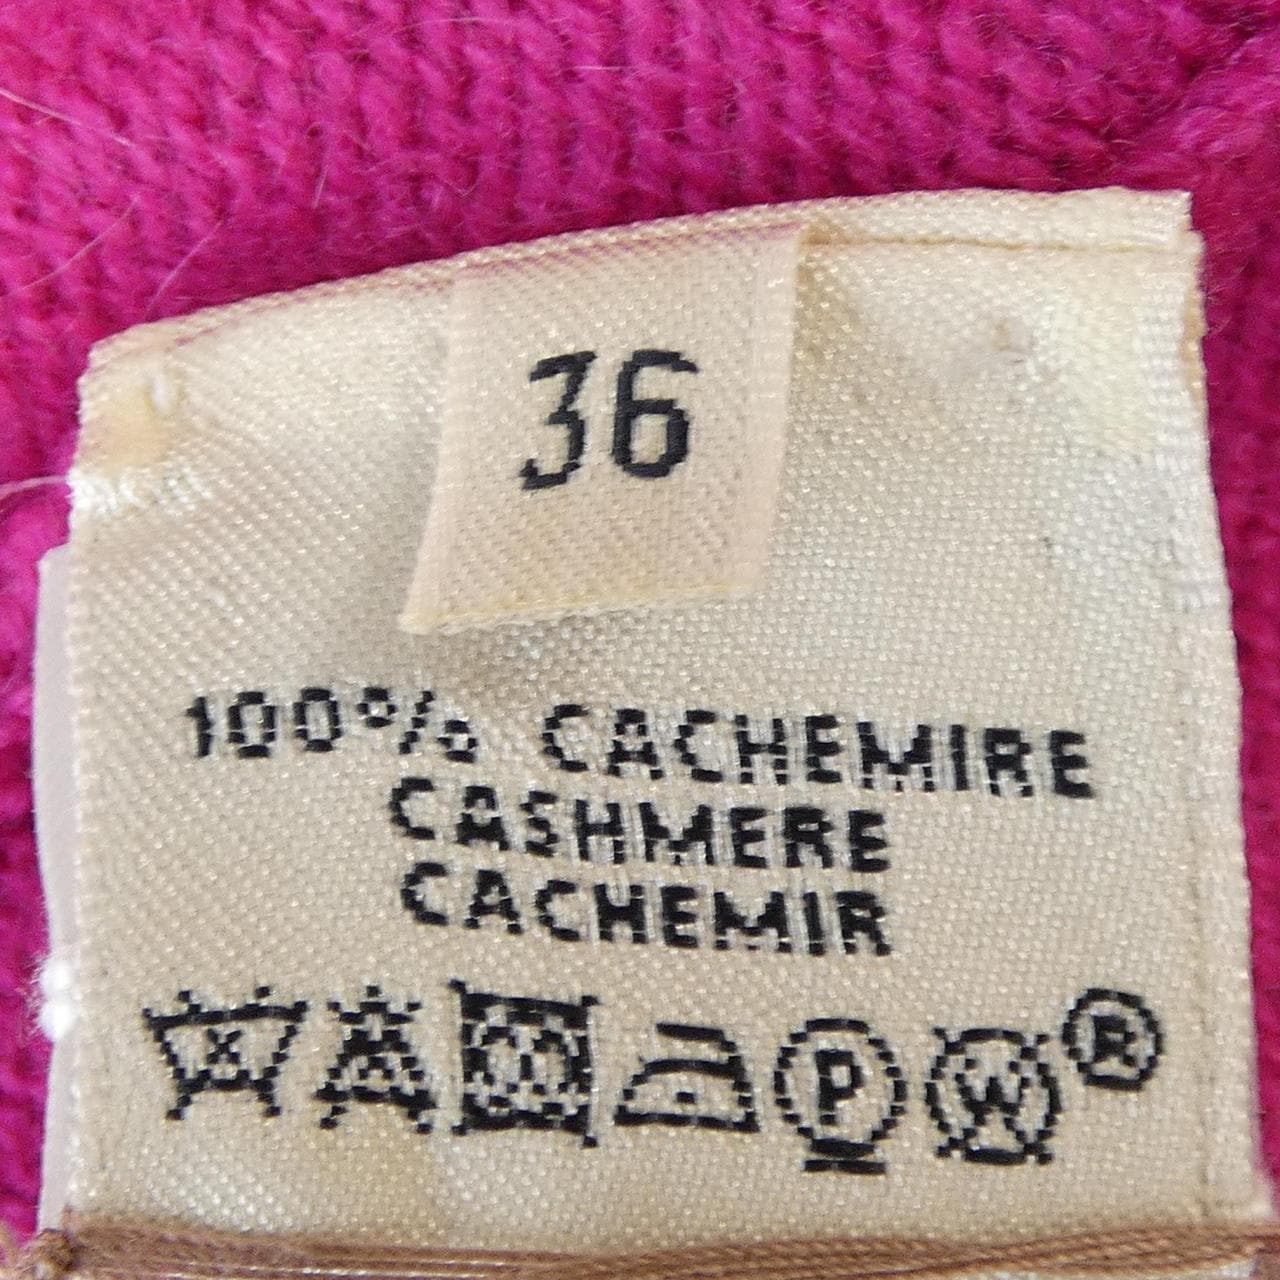 36
100% CACHEMIRE
CASHMERE
CACHEMIR
P W ®